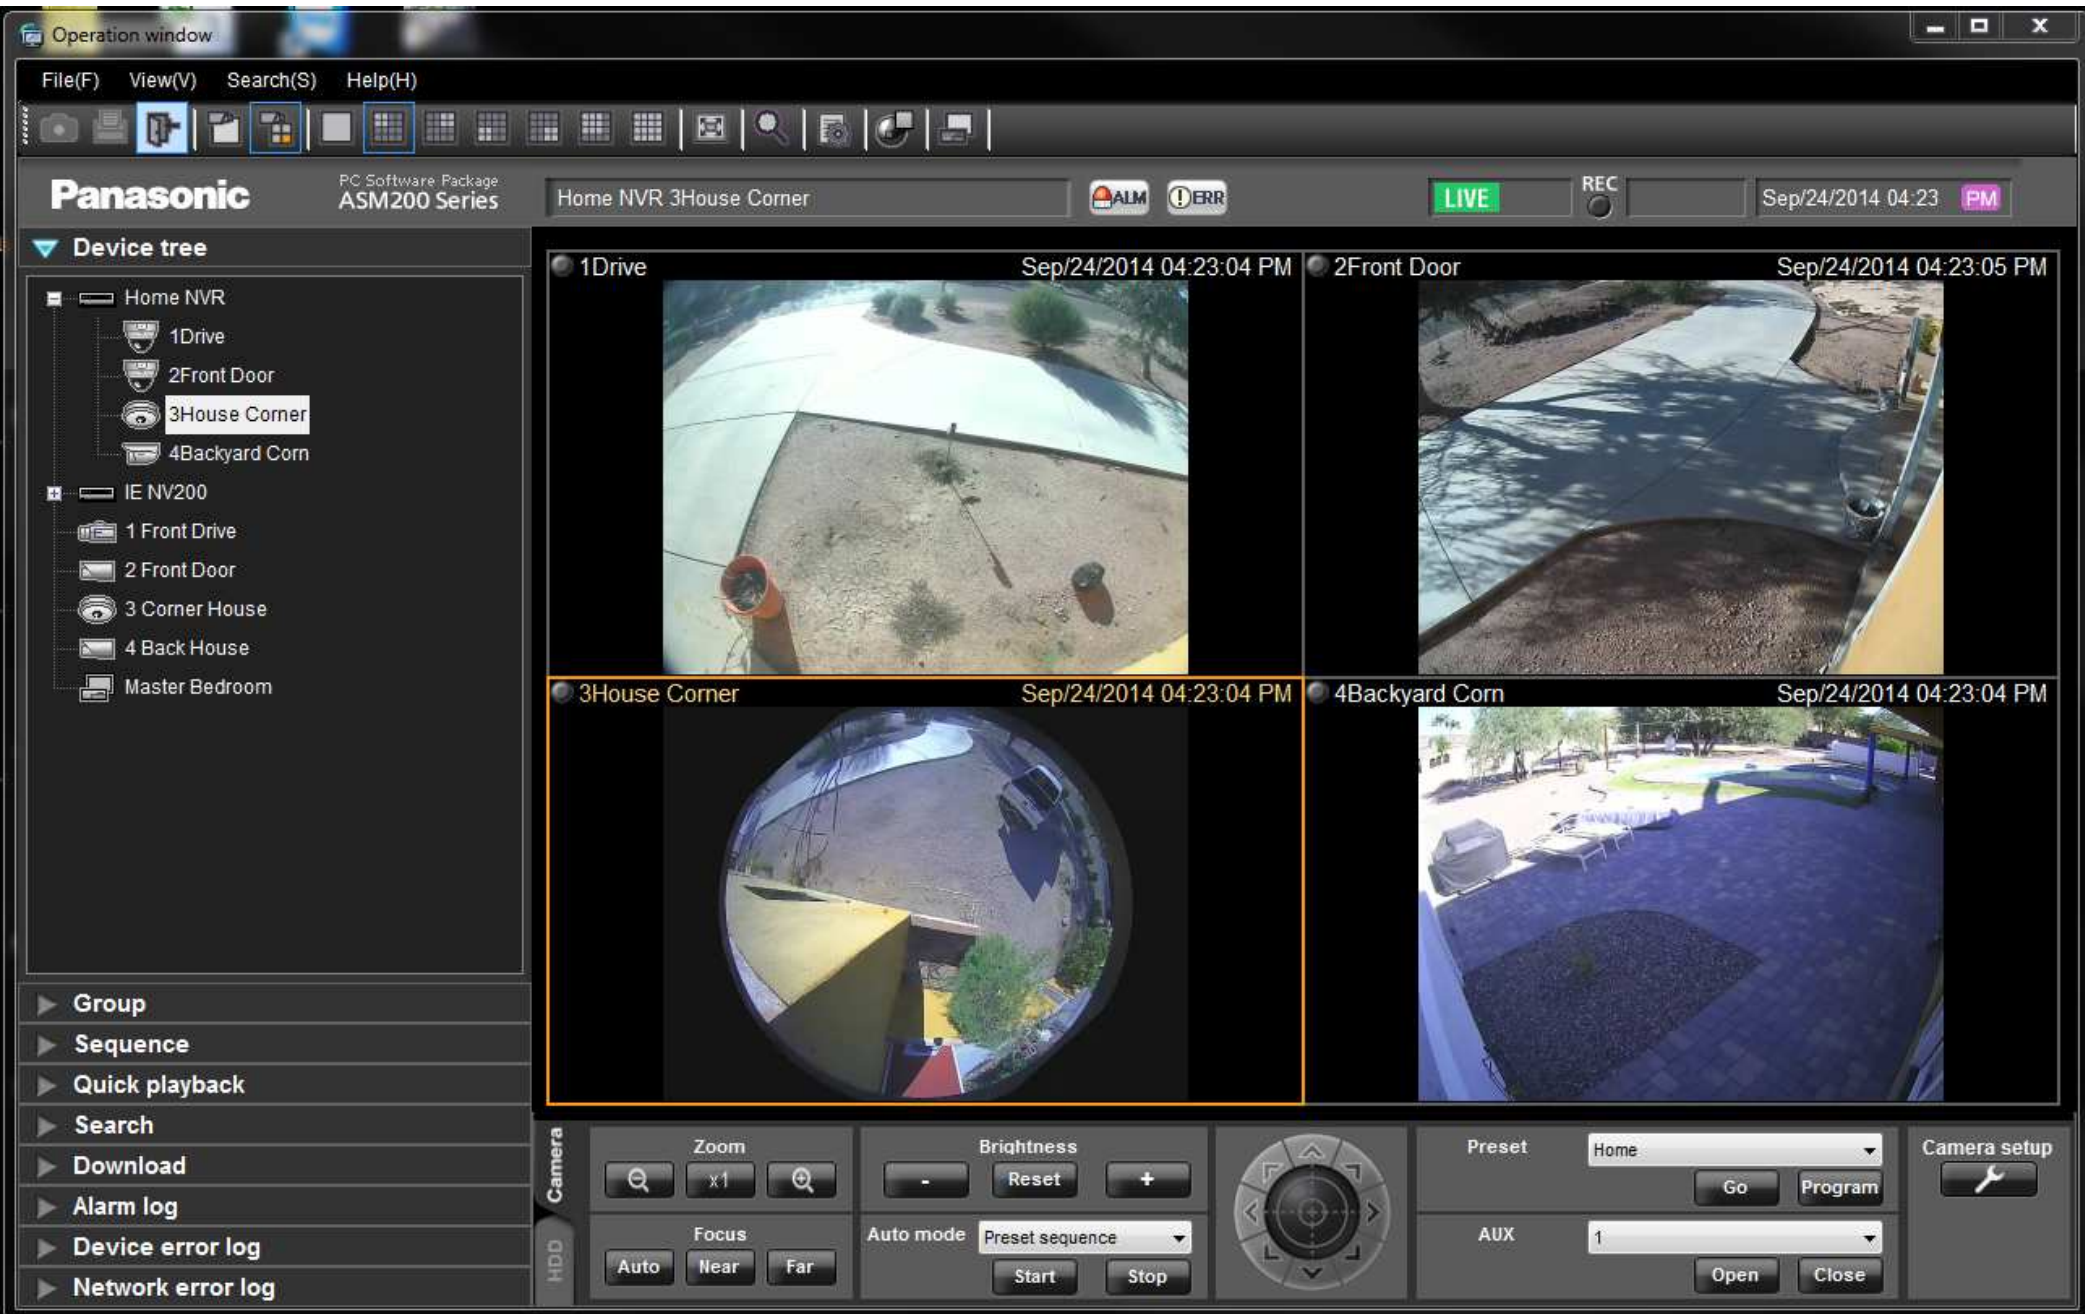 Operation window
File(F) View(V) Search(S) Help(H)
Panasonic
PC Software Package
ASM200 Series
Home NVR 3House Corner
ALM
ERR
LIVE
REC
Sep/24/2014 04:23 PM
Device tree
Home NVR
1Drive
2Front Door
3House Corner
4Backyard Corn
IE NV200
1 Front Drive
2 Front Door
3 Corner House
4 Back House
Master Bedroom
Group
Sequence
Quick playback
Search
Download
Alarm log
Device error log
Network error log
1Drive Sep/24/2014 04:23:04 PM
2Front Door Sep/24/2014 04:23:05 PM
3House Corner Sep/24/2014 04:23:04 PM
4Backyard Corn Sep/24/2014 04:23:04 PM
Camera
HDD
Zoom
x1
Focus
Auto Near Far
Brightness
- Reset +
Auto mode Preset sequence
Start Stop
Preset Home
Go Program
AUX 1
Open Close
Camera setup